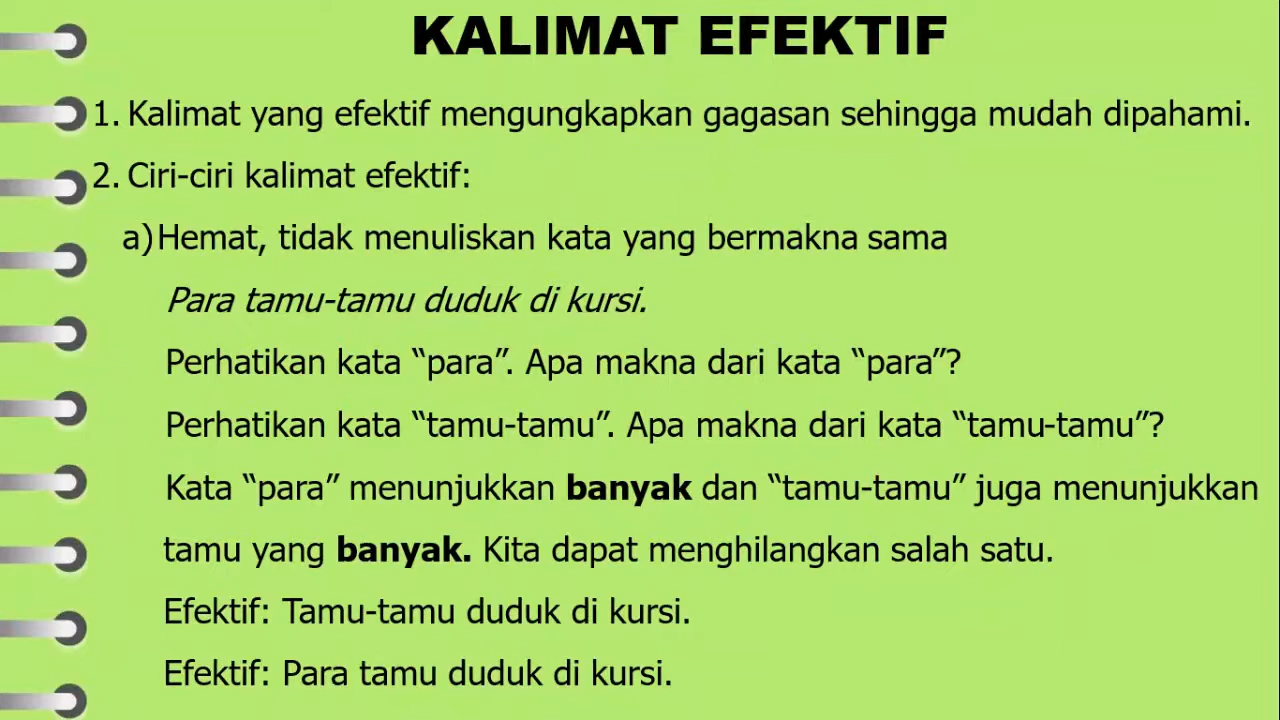 KALIMAT EFEKTIF
1. Kalimat yang efektif mengungkapkan gagasan sehingga mudah dipahami.
2. Ciri-ciri kalimat efektif:
a) Hemat, tidak menuliskan kata yang bermakna sama
Para tamu-tamu duduk di kursi.
Perhatikan kata “para”. Apa makna dari kata “para”?
Perhatikan kata “tamu-tamu”. Apa makna dari kata “tamu-tamu”?
Kata “para” menunjukkan banyak dan “tamu-tamu” juga menunjukkan
tamu yang banyak. Kita dapat menghilangkan salah satu.
Efektif: Tamu-tamu duduk di kursi.
Efektif: Para tamu duduk di kursi.